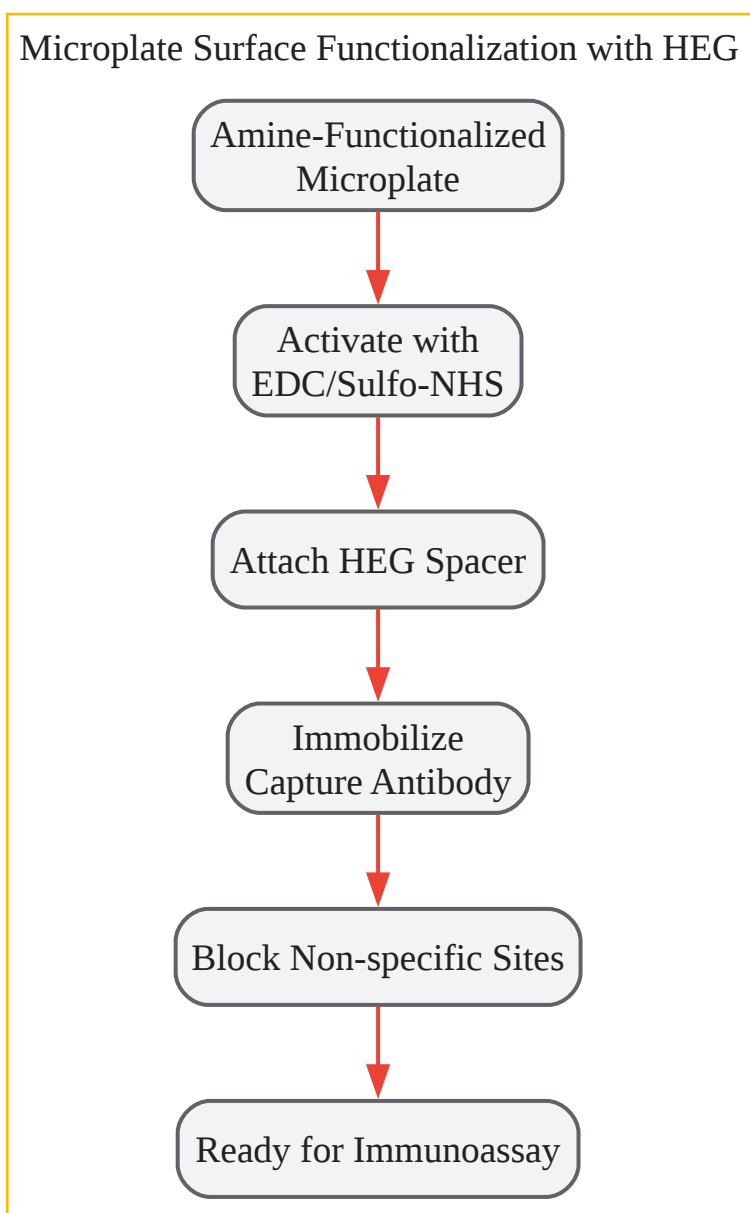 Microplate Surface Functionalization with HEG
Amine-Functionalized
Microplate
Activate with
EDC/Sulfo-NHS
Attach HEG Spacer
Immobilize
Capture Antibody
Block Non-specific Sites
Ready for Immunoassay